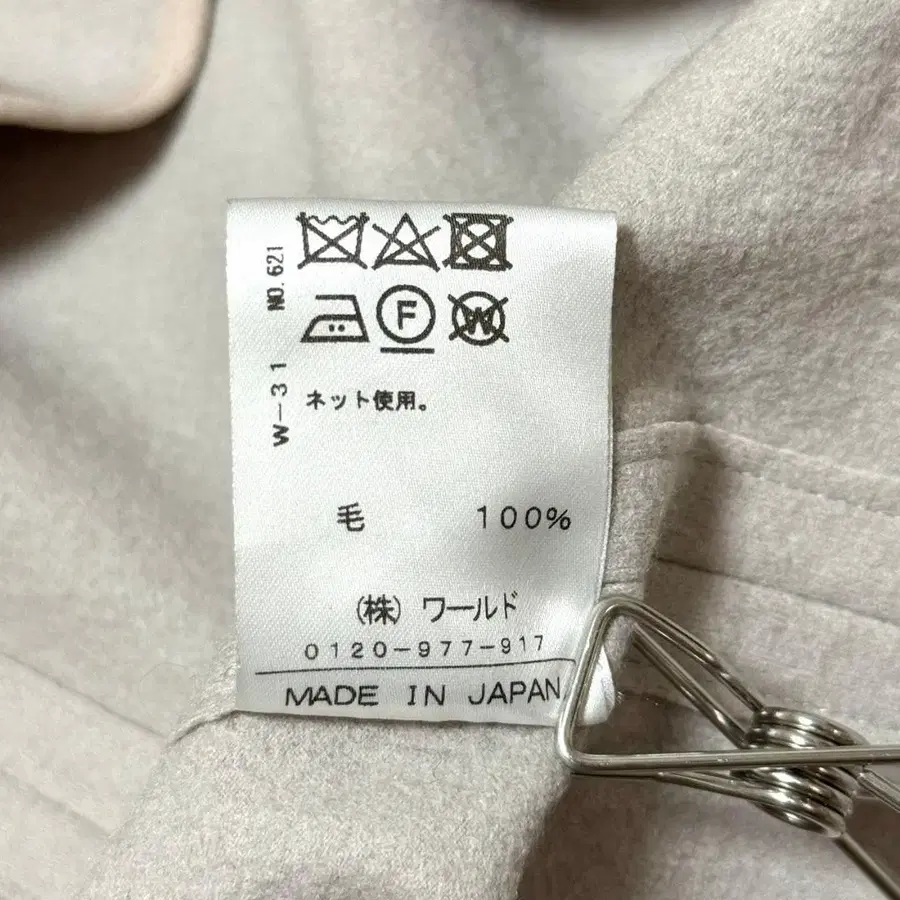 NO. 621
W-31
F
W
ネット使用。
毛 100%
(株) ワールド
0120-977-917
MADE IN JAPAN